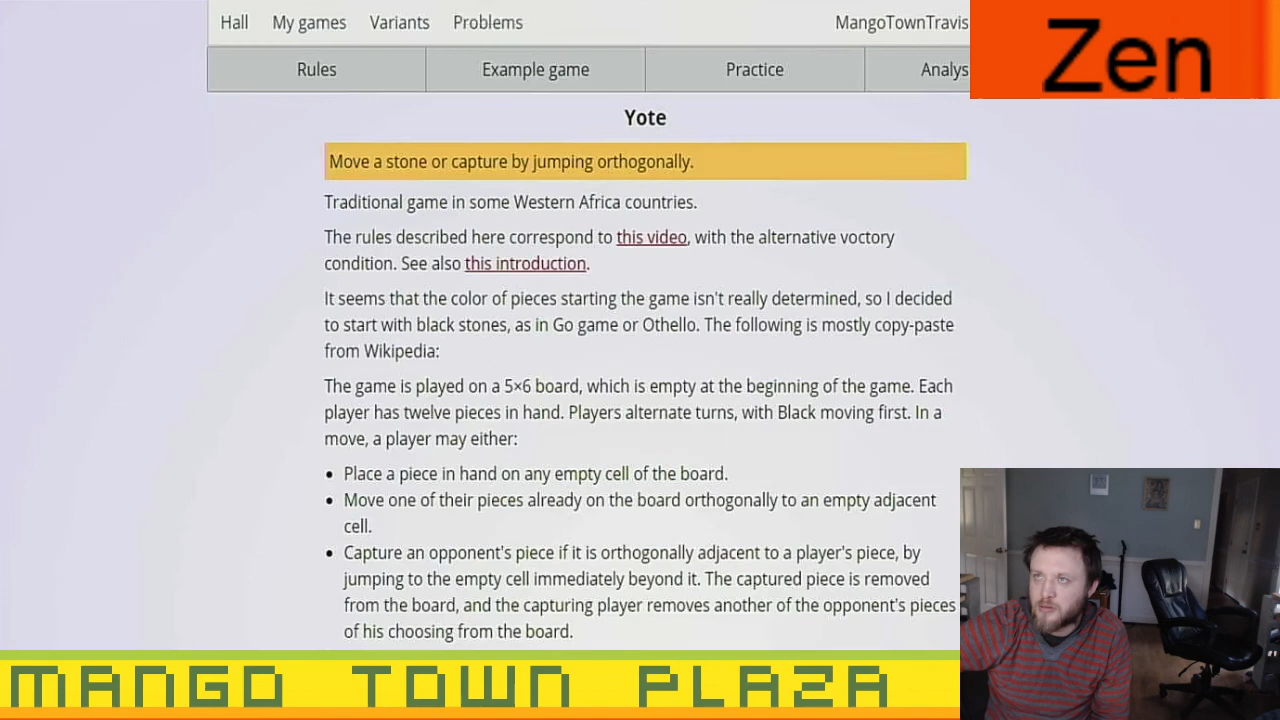 Hall My games Variants Problems MangoTownTravis
Zen
Rules Example game Practice Analys
Yote
Move a stone or capture by jumping orthogonally.
Traditional game in some Western Africa countries.
The rules described here correspond to this video, with the alternative voctory
condition. See also this introduction.
It seems that the color of pieces starting the game isn't really determined, so I decided
to start with black stones, as in Go game or Othello. The following is mostly copy-paste
from Wikipedia:
The game is played on a 5×6 board, which is empty at the beginning of the game. Each
player has twelve pieces in hand. Players alternate turns, with Black moving first. In a
move, a player may either:
• Place a piece in hand on any empty cell of the board.
• Move one of their pieces already on the board orthogonally to an empty adjacent
cell.
• Capture an opponent's piece if it is orthogonally adjacent to a player's piece, by
jumping to the empty cell immediately beyond it. The captured piece is removed
from the board, and the capturing player removes another of the opponent's pieces
of his choosing from the board.
MANGO TOWN PLAZA